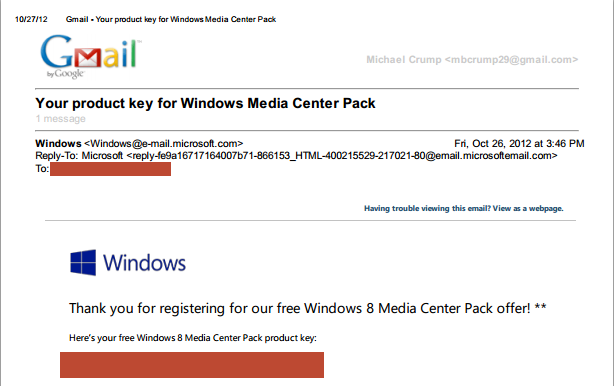 10/27/12 Gmail - Your product key for Windows Media Center Pack
Gmail
by Google
Michael Crump <mbcrump29@gmail.com>
Your product key for Windows Media Center Pack
1 message
Windows <Windows@e-mail.microsoft.com> Fri, Oct 26, 2012 at 3:46 PM
Reply-To: Microsoft <reply-fe9a16717164007b71-866153_HTML-400215529-217021-80@email.microsoftemail.com>
To:
Having trouble viewing this email? View as a webpage.
Windows
Thank you for registering for our free Windows 8 Media Center Pack offer! **
Here's your free Windows 8 Media Center Pack product key: